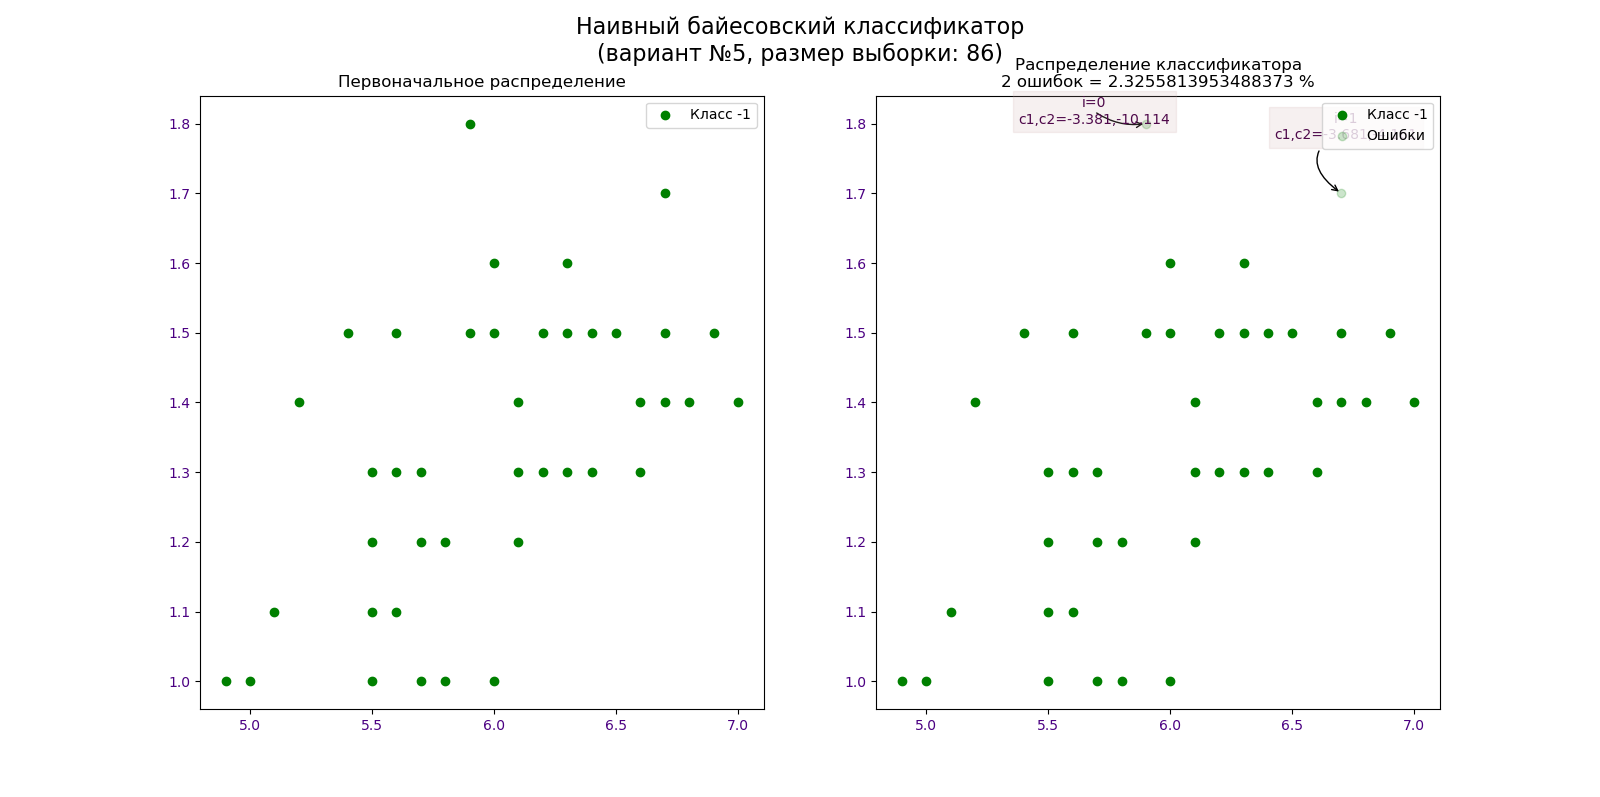 Наивный байесовский классификатор
(вариант №5, размер выборки: 86)
Первоначальное распределение
Класс -1
1.8
1.7
1.6
1.5
1.4
1.3
1.2
1.1
1.0
5.0 5.5 6.0 6.5 7.0
Распределение классификатора
2 ошибок = 2.3255813953488373 %
i=0
c1,c2=-3.381,-10.114
Класс -1
Ошибки
c1,c2=-3.
1.8
1.7
1.6
1.5
1.4
1.3
1.2
1.1
1.0
5.0 5.5 6.0 6.5 7.0